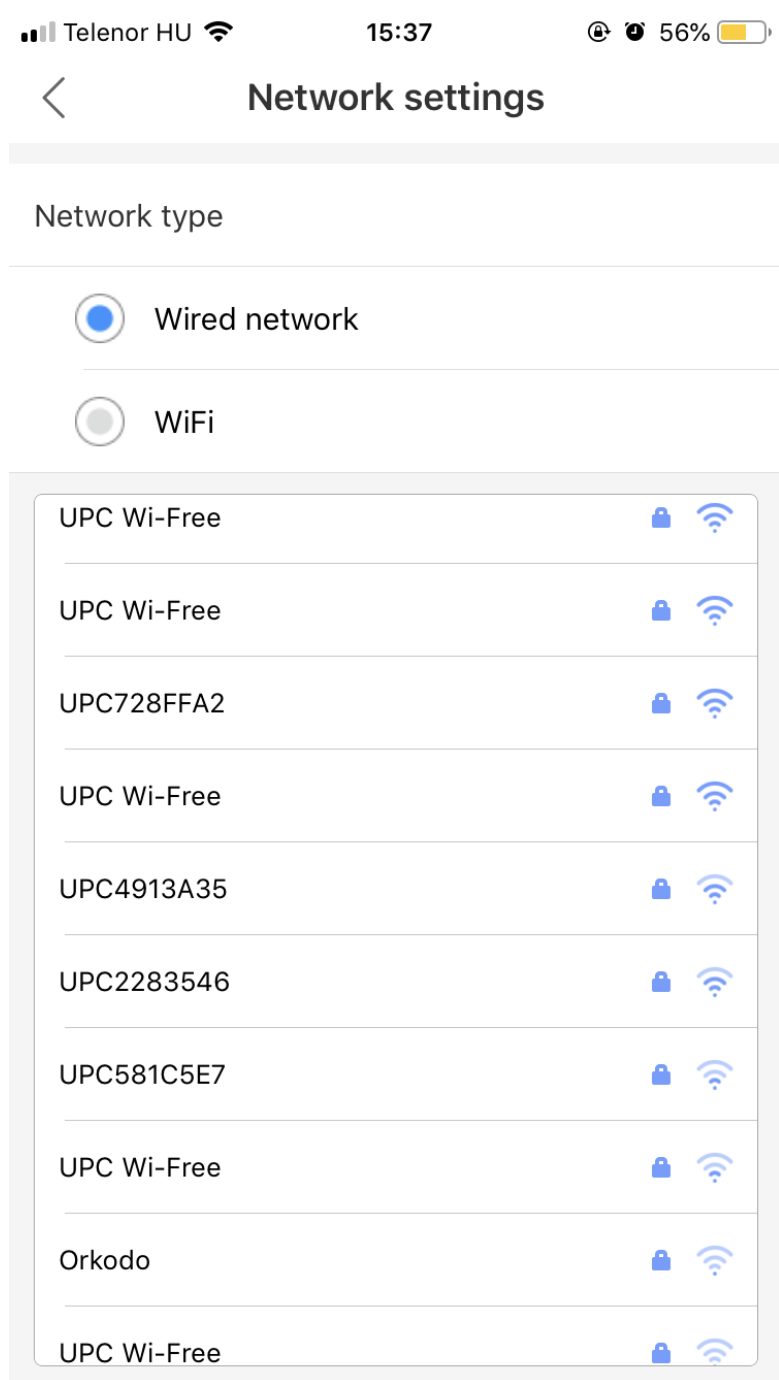 Telenor HU 15:37 56%
Network settings
Network type
Wired network
WiFi
UPC Wi-Free
UPC Wi-Free
UPC728FFA2
UPC Wi-Free
UPC4913A35
UPC2283546
UPC581C5E7
UPC Wi-Free
Orkodo
UPC Wi-Free